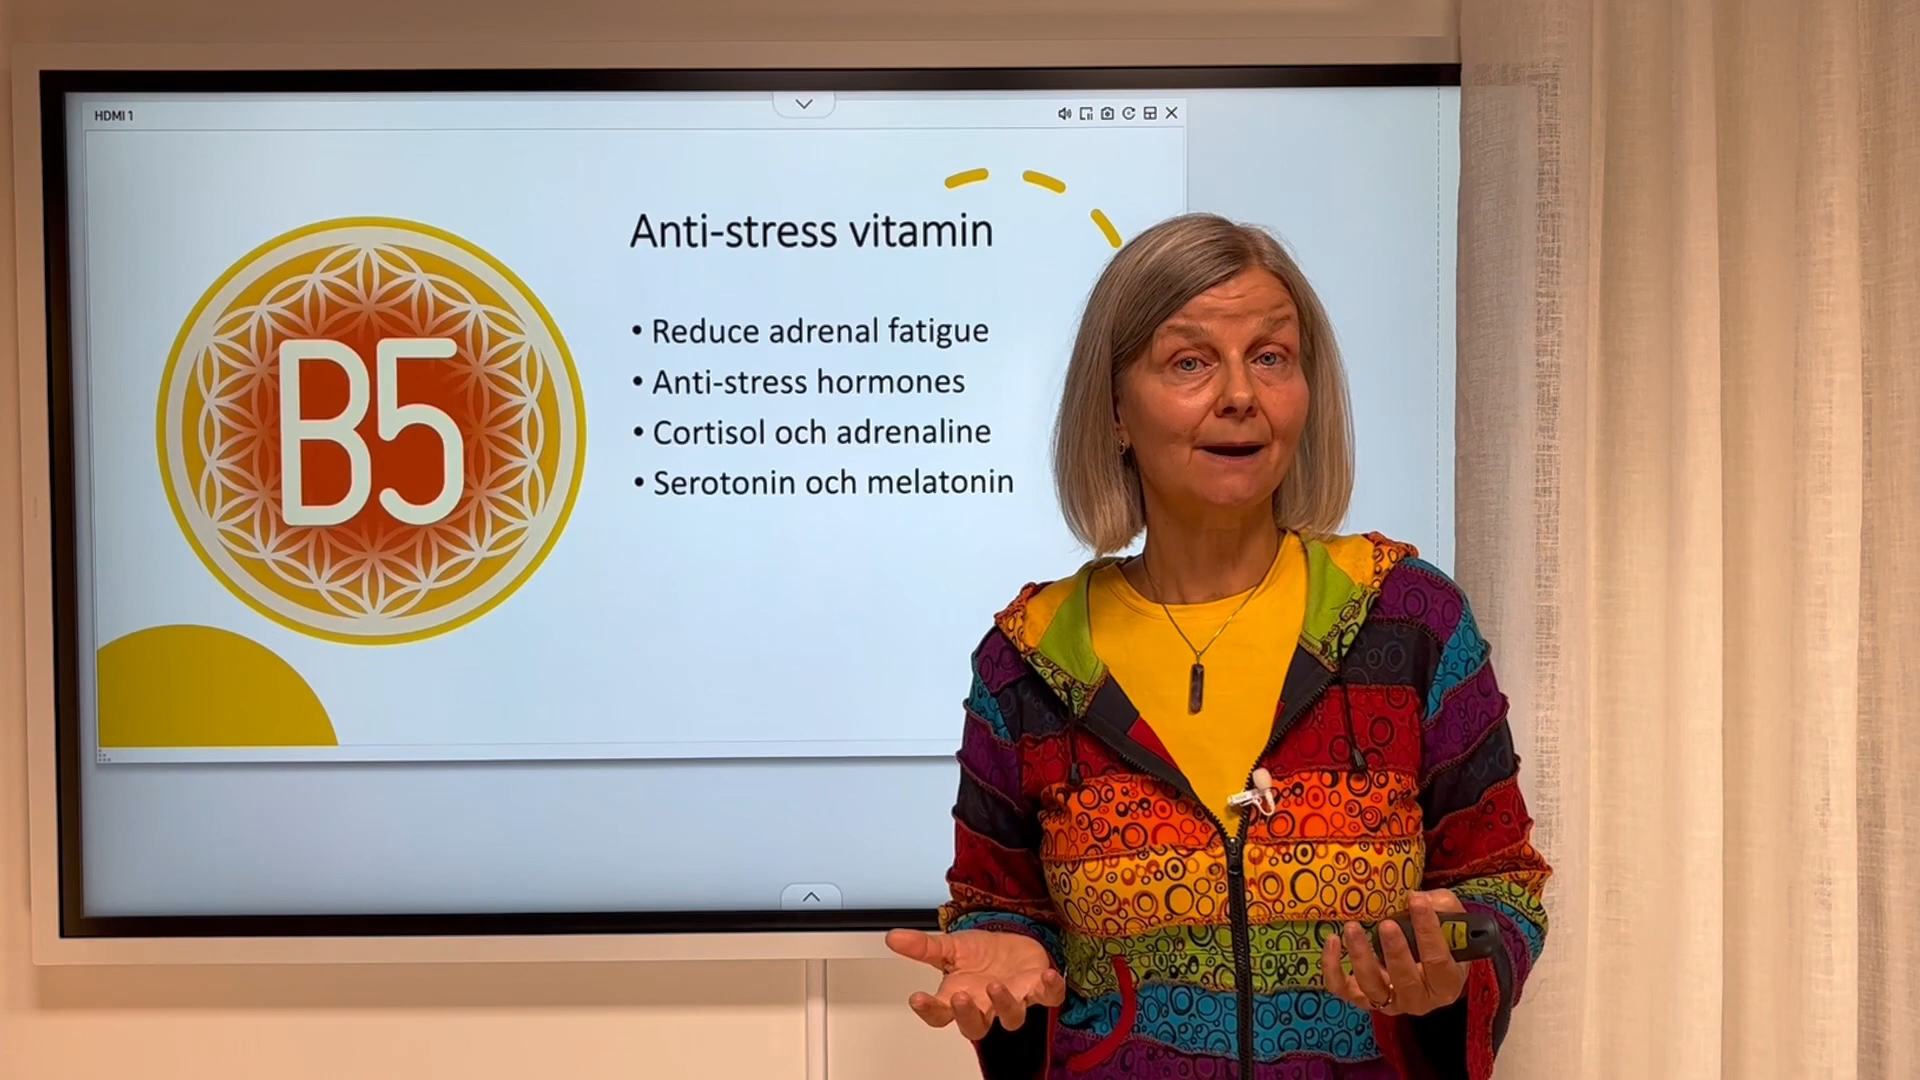 HDMI 1
Anti-stress vitamin
B5
• Reduce adrenal fatigue
• Anti-stress hormones
• Cortisol och adrenaline
• Serotonin och melatonin